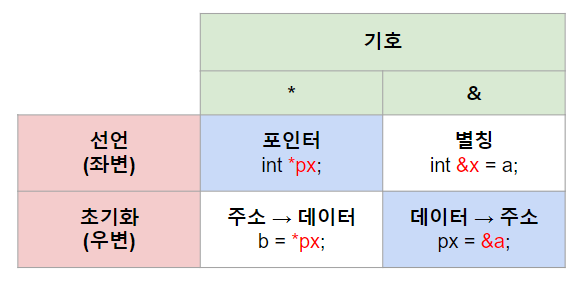 기호
*
&
선언
(좌변)
포인터
int *px;
별칭
int &x = a;
초기화
(우변)
주소 → 데이터
b = *px;
데이터 → 주소
px = &a;